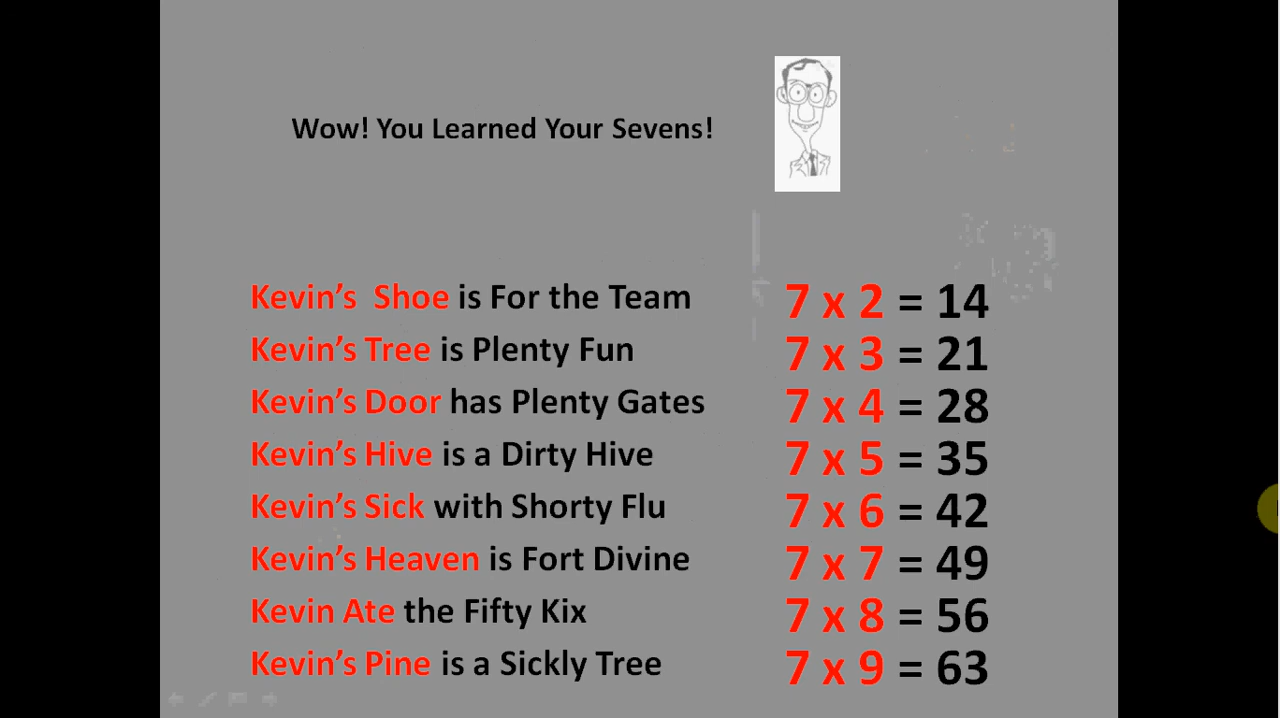 Wow! You Learned Your Sevens!
Kevin's Shoe is For the Team 7 x 2 = 14
Kevin's Tree is Plenty Fun 7 x 3 = 21
Kevin's Door has Plenty Gates 7 x 4 = 28
Kevin's Hive is a Dirty Hive 7 x 5 = 35
Kevin's Sick with Shorty Flu 7 x 6 = 42
Kevin's Heaven is Fort Divine 7 x 7 = 49
Kevin Ate the Fifty Kix 7 x 8 = 56
Kevin's Pine is a Sickly Tree 7 x 9 = 63